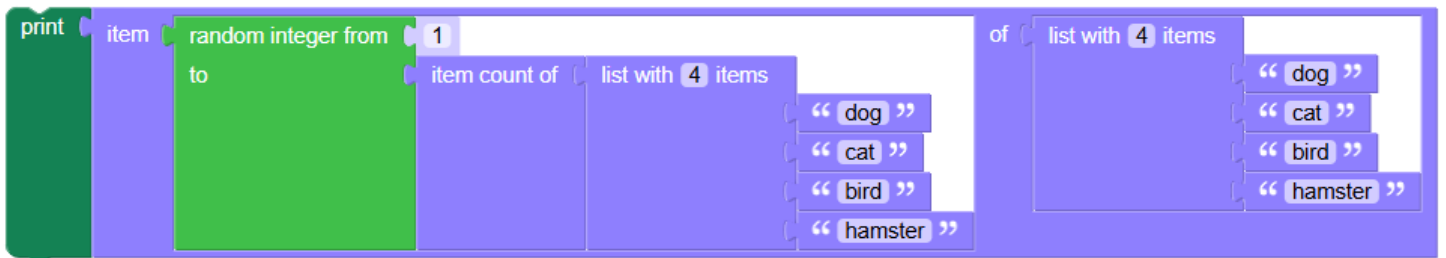 print item random integer from 1 of list with 4 items
to item count of list with 4 items “ dog ”
“ dog ” “ cat ”
“ cat ” “ bird ”
“ bird ” “ hamster ”
“ hamster ”